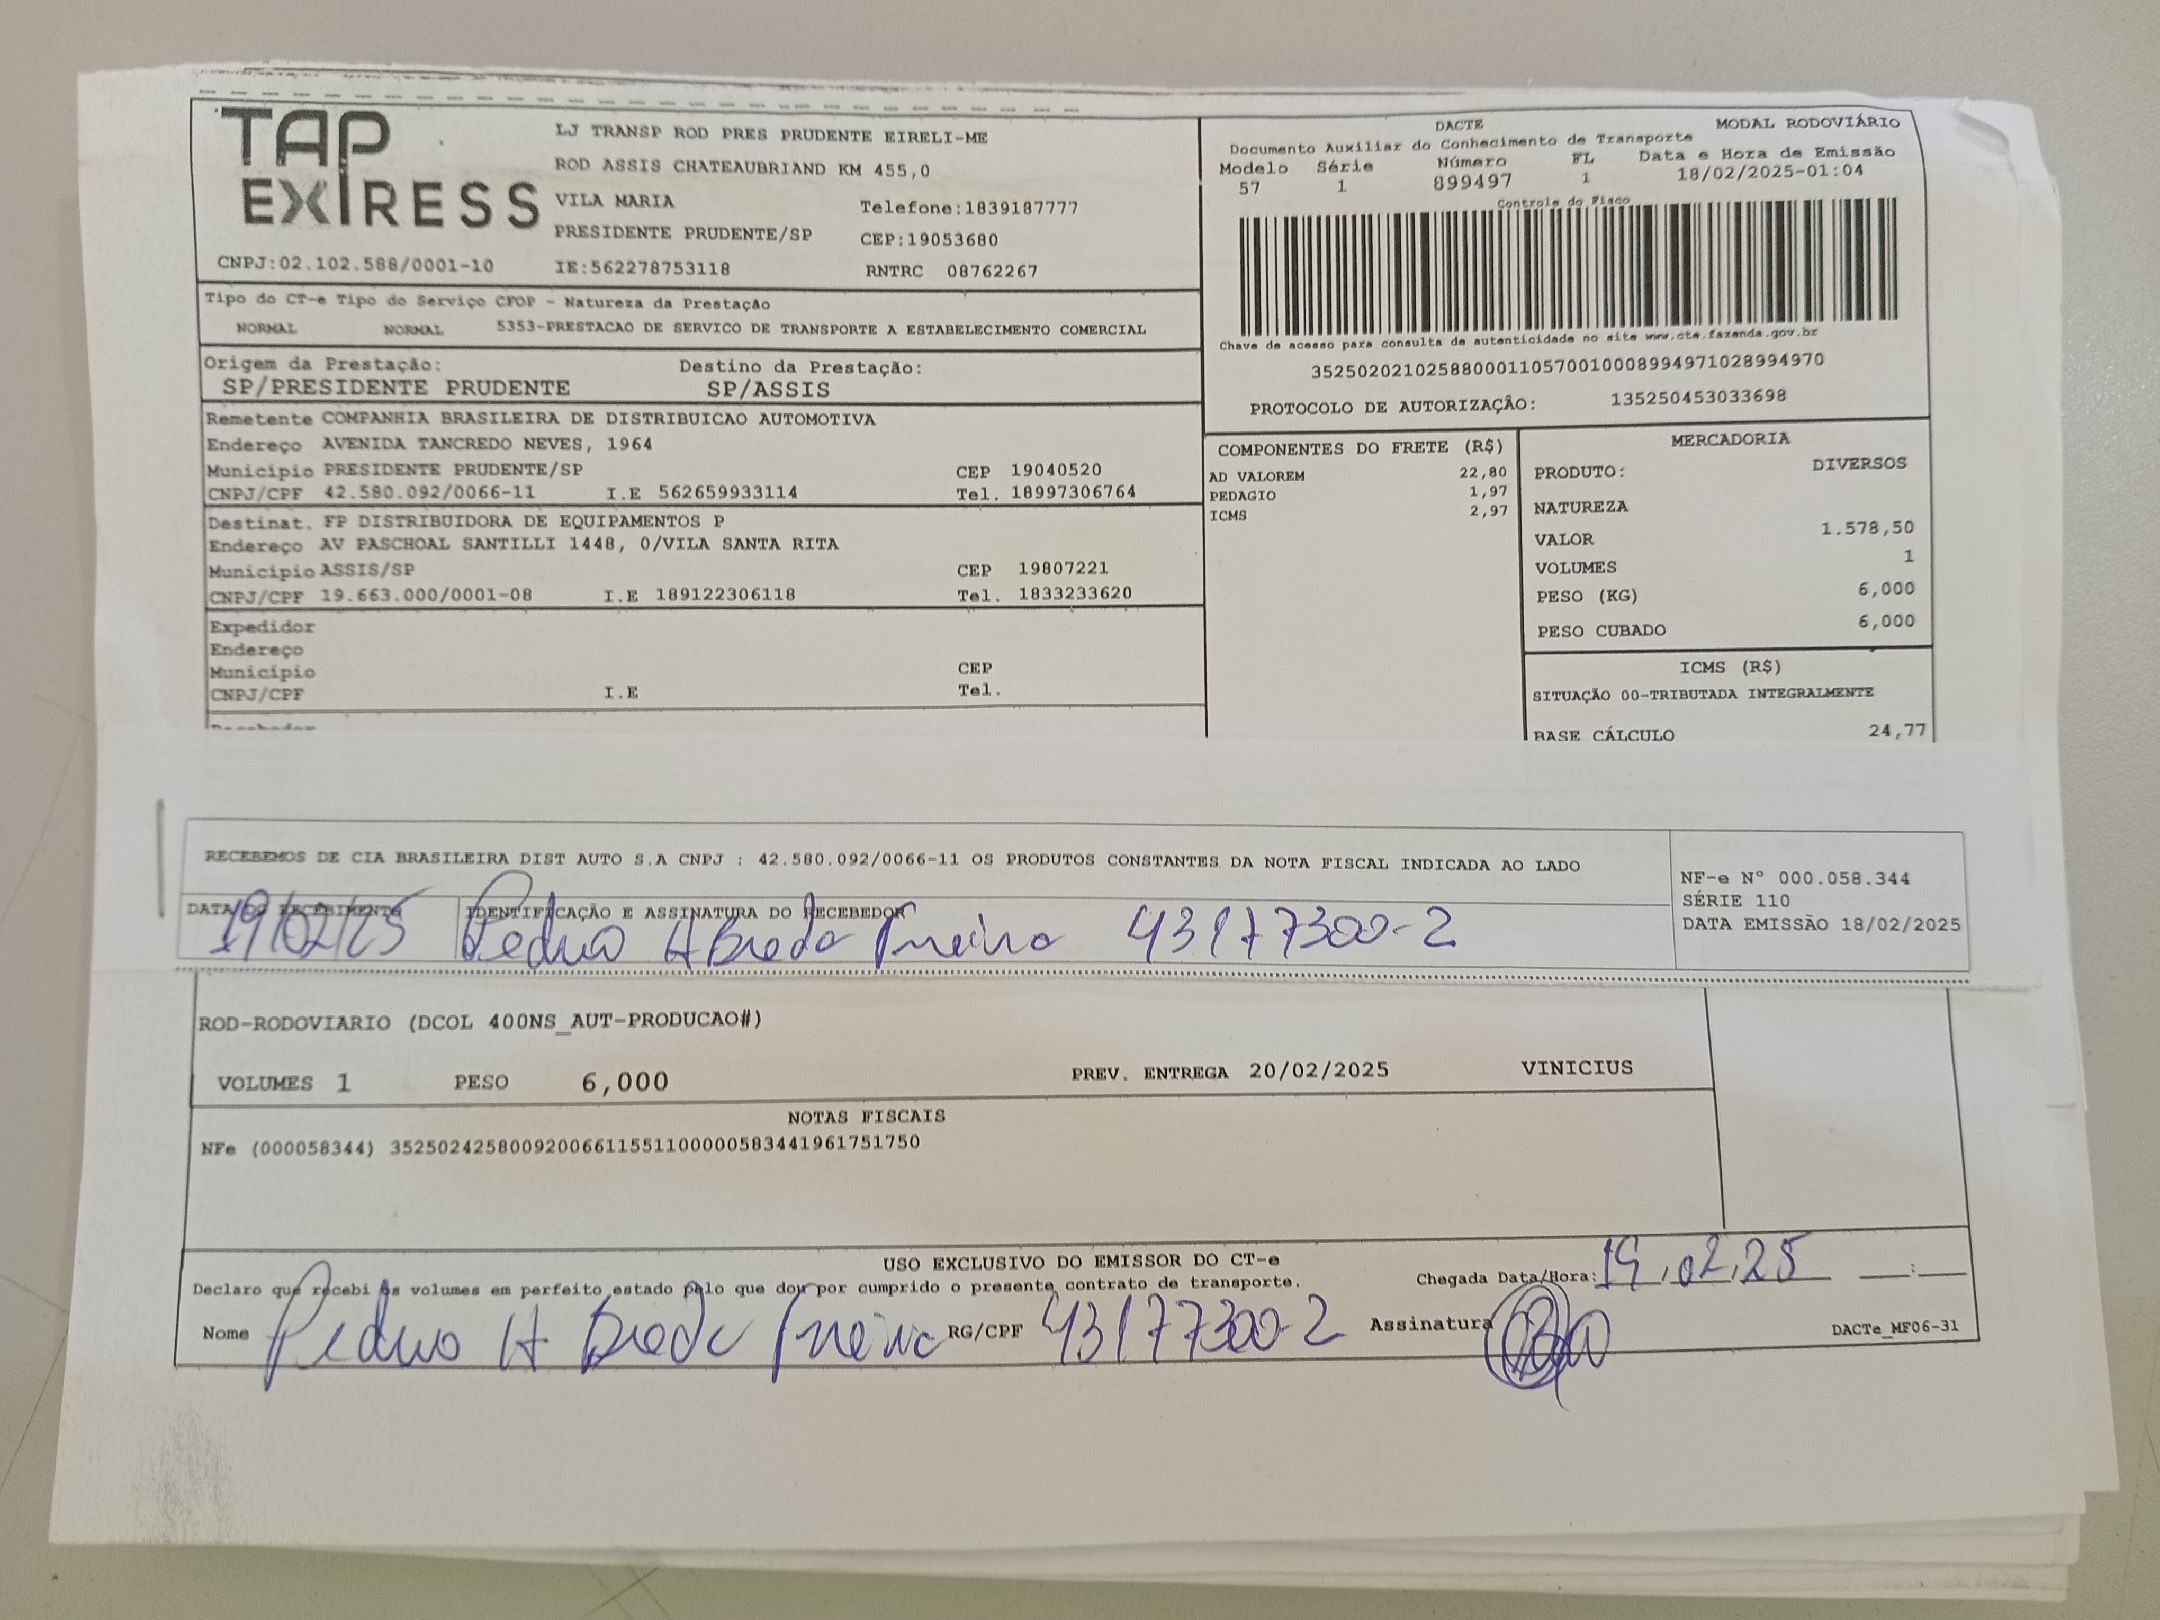 TAP
EXPRESS
LJ TRANSP ROD PRES PRUDENTE EIRELI-ME
ROD ASSIS CHATEAUBRIAND KM 455,0
VILA MARIA Telefone:1839187777
PRESIDENTE PRUDENTE/SP CEP:19053680
CNPJ:02.102.588/0001-10 IE:562278753118 RNTRC 08762267
DACTE MODAL RODOVIÁRIO
Documento Auxiliar do Conhecimento de Transporte
Modelo Série Número FL Data e Hora de Emissão
57 1 899497 1 18/02/2025-01:04
Controle do Fisco
Chave de acesso para consulta de autenticidade no site www.cte.fazenda.gov.br
35250202102588000110570010008994971028994970
PROTOCOLO DE AUTORIZAÇÃO: 135250453033698
Tipo do CT-e Tipo do Serviço CFOP - Natureza da Prestação
NORMAL NORMAL 5353-PRESTACAO DE SERVICO DE TRANSPORTE A ESTABELECIMENTO COMERCIAL
Origem da Prestação: Destino da Prestação:
SP/PRESIDENTE PRUDENTE SP/ASSIS
Remetente COMPANHIA BRASILEIRA DE DISTRIBUICAO AUTOMOTIVA
Endereço AVENIDA TANCREDO NEVES, 1964
Município PRESIDENTE PRUDENTE/SP CEP 19040520
CNPJ/CPF 42.580.092/0066-11 I.E 562659933114 Tel. 18997306764
Destinat. FP DISTRIBUIDORA DE EQUIPAMENTOS P
Endereço AV PASCHOAL SANTILLI 1448, 0/VILA SANTA RITA
Município ASSIS/SP CEP 19807221
CNPJ/CPF 19.663.000/0001-08 I.E 189122306118 Tel. 1833233620
Expedidor
Endereço
Município CEP
CNPJ/CPF I.E Tel.
COMPONENTES DO FRETE (R$)
AD VALOREM 22,80
PEDAGIO 1,97
ICMS 2,97
MERCADORIA
PRODUTO: DIVERSOS
NATUREZA
VALOR 1.578,50
VOLUMES 1
PESO (KG) 6,000
PESO CUBADO 6,000
ICMS (R$)
SITUAÇÃO 00-TRIBUTADA INTEGRALMENTE
BASE CÁLCULO 24,77
RECEBEMOS DE CIA BRASILEIRA DIST AUTO S.A CNPJ : 42.580.092/0066-11 OS PRODUTOS CONSTANTES DA NOTA FISCAL INDICADA AO LADO
DATA DE RECEBIMENTO IDENTIFICAÇÃO E ASSINATURA DO RECEBEDOR
19/02/25 Pedro A Breda 43177300-2
NF-e Nº 000.058.344
SÉRIE 110
DATA EMISSÃO 18/02/2025
ROD-RODOVIARIO (DCOL 400NS_AUT-PRODUCAO#)
VOLUMES 1 PESO 6,000 PREV. ENTREGA 20/02/2025 VINICIUS
NOTAS FISCAIS
NFe (000058344) 35250242580092006611551100000583441961751750
USO EXCLUSIVO DO EMISSOR DO CT-e
Declaro que recebi os volumes em perfeito estado pelo que dou por cumprido o presente contrato de transporte.
Chegada Data/Hora: 19,02,25 __:__
Nome Pedro A Breda RG/CPF 43177300-2 Assinatura DACTe_MF06-31